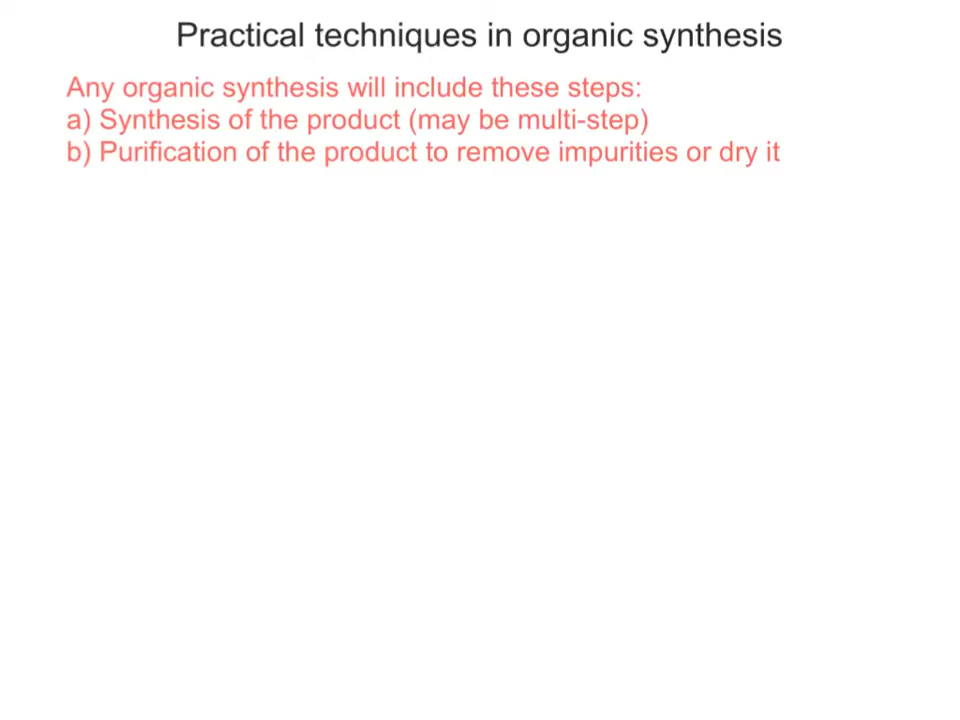 Practical techniques in organic synthesis
Any organic synthesis will include these steps:
a) Synthesis of the product (may be multi-step)
b) Purification of the product to remove impurities or dry it